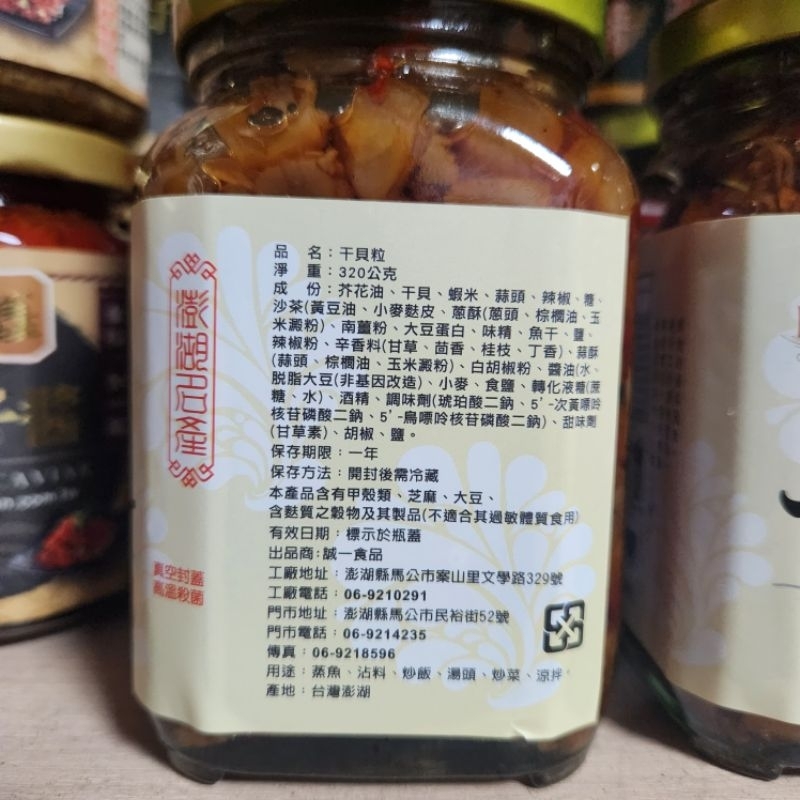 澎湖名產
真空封蓋
高溫殺菌
品 名：干貝粒
淨 重：320公克
成 份：芥花油、干貝、蝦米、蒜頭、辣椒、糖、
沙茶(黃豆油、小麥麩皮、蔥酥(蔥頭、棕櫚油、玉
米澱粉)、南薑粉、大豆蛋白、味精、魚干、鹽、
辣椒粉、辛香料(甘草、茴香、桂枝、丁香)、蒜酥
(蒜頭、棕櫚油、玉米澱粉)、白胡椒粉、醬油(水、
脱脂大豆(非基因改造)、小麥、食鹽、轉化液糖(蔗
糖、水)、酒精、調味劑(琥珀酸二鈉、5'-次黃嘌呤
核苷磷酸二鈉、5'-鳥嘌呤核苷磷酸二鈉)、甜味劑
(甘草素)、胡椒、鹽。
保存期限：一年
保存方法：開封後需冷藏
本產品含有甲殼類、芝麻、大豆、
含麩質之穀物及其製品(不適合其過敏體質食用)
有效日期：標示於瓶蓋
出品商:誠一食品
工廠地址：澎湖縣馬公市案山里文學路329號
工廠電話：06-9210291
門市地址：澎湖縣馬公市民裕街52號
門市電話：06-9214235
傳真：06-9218596
用途：蒸魚、沾料、炒飯、湯頭、炒菜、涼拌。
產地：台灣澎湖